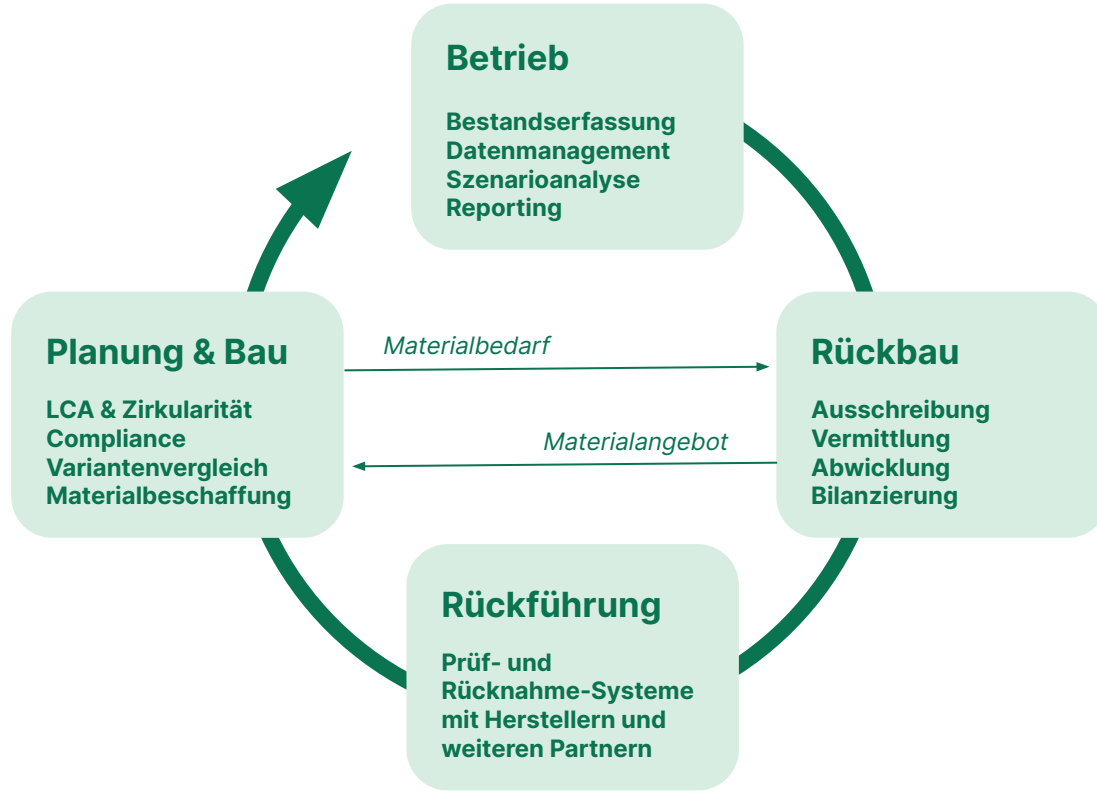 Betrieb
Bestandserfassung
Datenmanagement
Szenarioanalyse
Reporting
Planung & Bau
LCA & Zirkularität
Compliance
Variantenvergleich
Materialbeschaffung
Materialbedarf
Materialangebot
Rückbau
Ausschreibung
Vermittlung
Abwicklung
Bilanzierung
Rückführung
Prüf- und
Rücknahme-Systeme
mit Herstellern und
weiteren Partnern